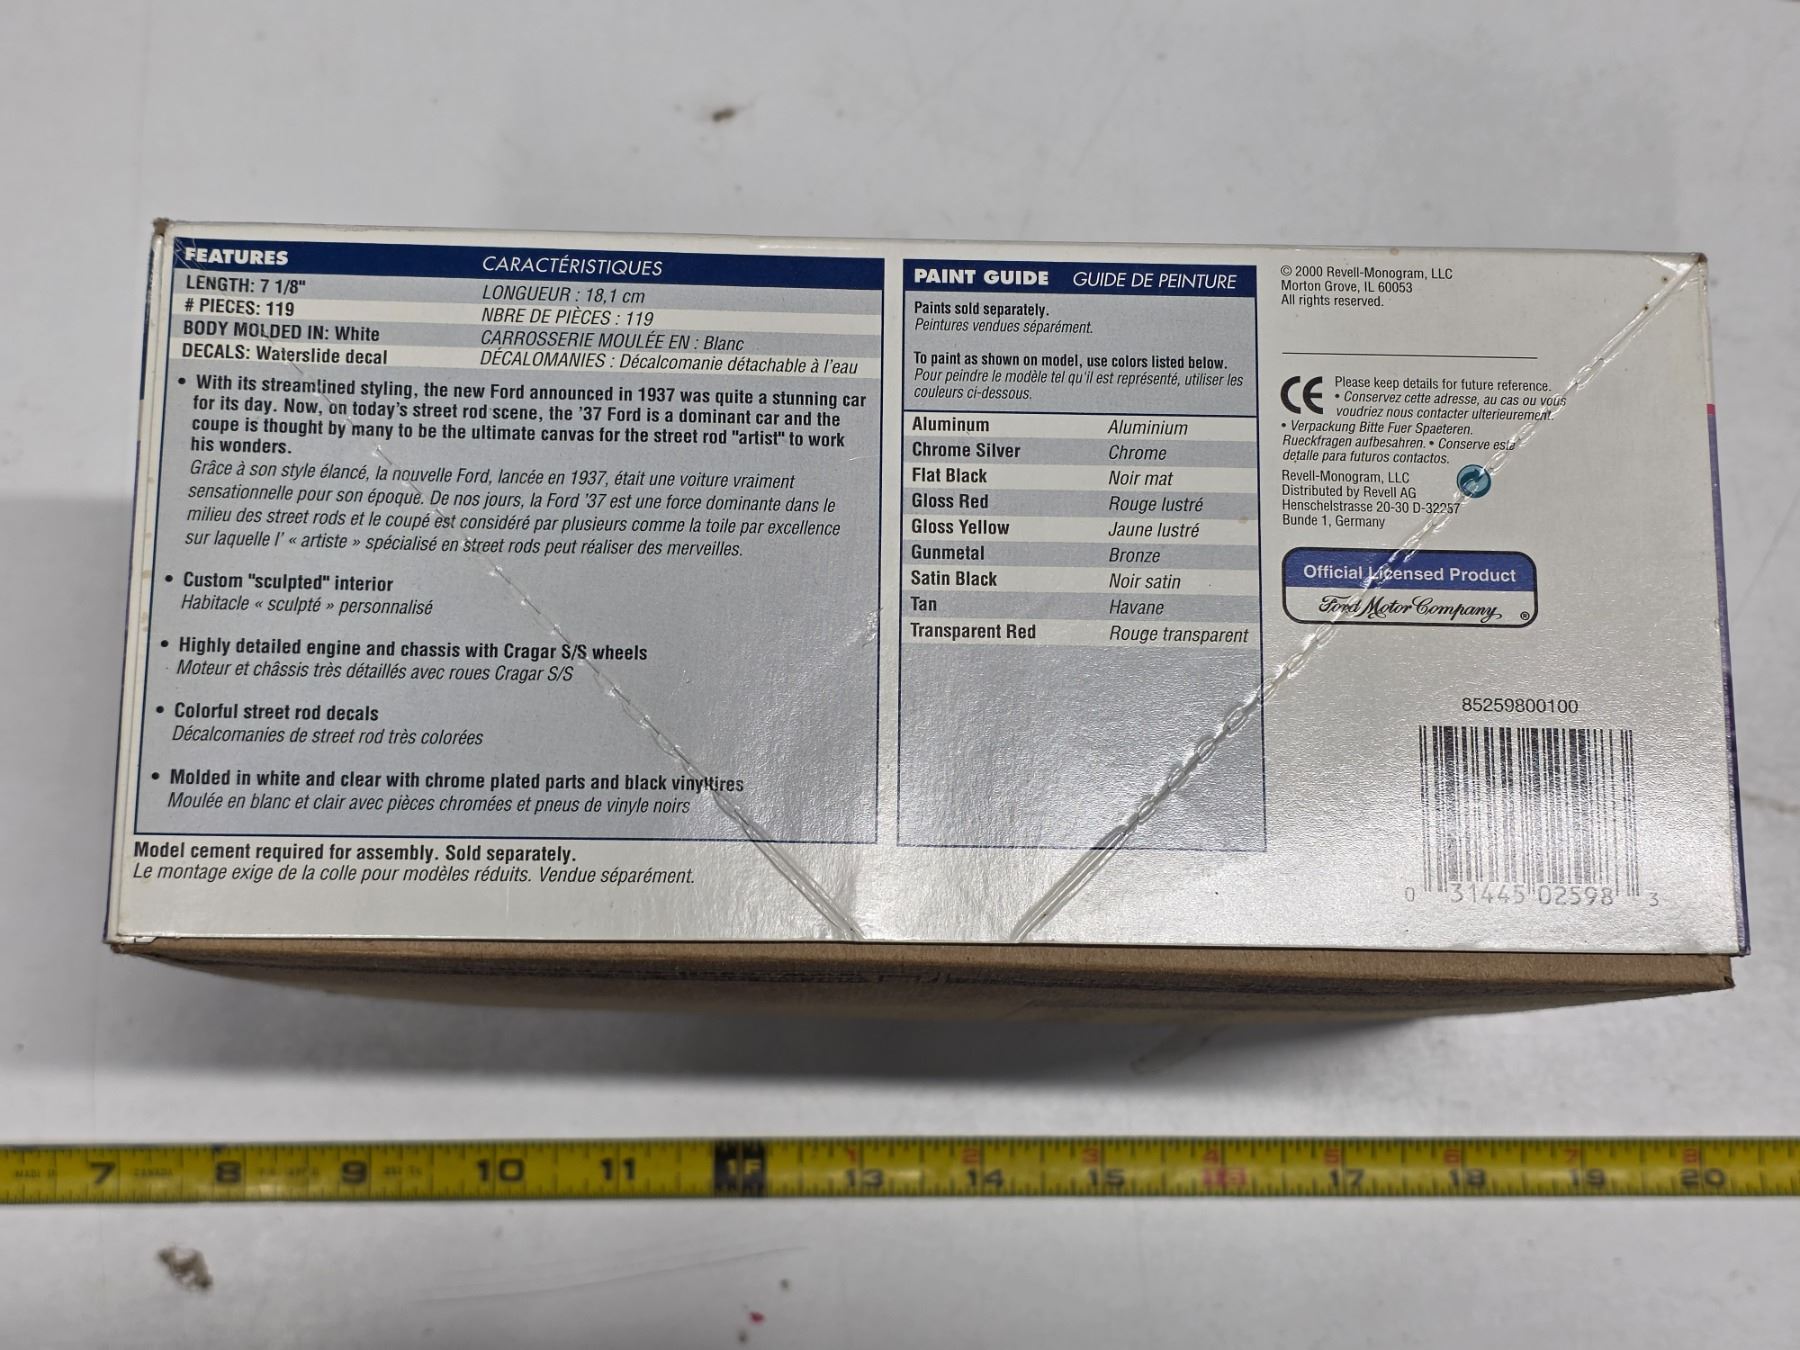 FEATURES
CARACTÉRISTIQUES
LENGTH: 7 1/8"
LONGUEUR : 18,1 cm
# PIECES: 119
NBRE DE PIÈCES : 119
BODY MOLDED IN: White
CARROSSERIE MOULÉE EN : Blanc
DECALS: Waterslide decal
DÉCALOMANIES : Décalcomanie détachable à l'eau
• With its streamlined styling, the new Ford announced in 1937 was quite a stunning car
for its day. Now, on today's street rod scene, the '37 Ford is a dominant car and the
coupe is thought by many to be the ultimate canvas for the street rod "artist" to work
his wonders.
Grâce à son style élancé, la nouvelle Ford, lancée en 1937, était une voiture vraiment
sensationnelle pour son époque. De nos jours, la Ford '37 est une force dominante dans le
milieu des street rods et le coupé est considéré par plusieurs comme la toile par excellence
sur laquelle l' « artiste » spécialisé en street rods peut réaliser des merveilles.
• Custom "sculpted" interior
Habitacle « sculpté » personnalisé
• Highly detailed engine and chassis with Cragar S/S wheels
Moteur et châssis très détaillés avec roues Cragar S/S
• Colorful street rod decals
Décalcomanies de street rod très colorées
• Molded in white and clear with chrome plated parts and black vinyl tires
Moulée en blanc et clair avec pièces chromées et pneus de vinyle noirs
Model cement required for assembly. Sold separately.
Le montage exige de la colle pour modèles réduits. Vendue séparément.
PAINT GUIDE GUIDE DE PEINTURE
Paints sold separately.
Peintures vendues séparément.
To paint as shown on model, use colors listed below.
Pour peindre le modèle tel qu'il est représenté, utiliser les
couleurs ci-dessous.
Aluminum Aluminium
Chrome Silver Chrome
Flat Black Noir mat
Gloss Red Rouge lustré
Gloss Yellow Jaune lustré
Gunmetal Bronze
Satin Black Noir satin
Tan Havane
Transparent Red Rouge transparent
© 2000 Revell-Monogram, LLC
Morton Grove, IL 60053
All rights reserved.
CE
Please keep details for future reference.
• Conservez cette adresse, au cas ou vous
voudriez nous contacter ulterieurement.
• Verpackung Bitte Fuer Spaeteren.
Rueckfragen aufbesahren. • Conserve este
detalle para futuros contactos.
Revell-Monogram, LLC
Distributed by Revell AG
Henschelstrasse 20-30 D-32257
Bunde 1, Germany
Official Licensed Product
Ford Motor Company ®
85259800100
0 31445 02598 3
7 CANADA 8 9 10 11 1F 13 14 15 17 18 19 20
1 2 3 4 5 6 7 8